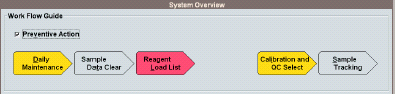 System Overview
Work Flow Guide
Preventive Action
Daily
Maintenance
Sample
Data Clear
Reagent
Load List
Calibration and
QC Select
Sample
Tracking